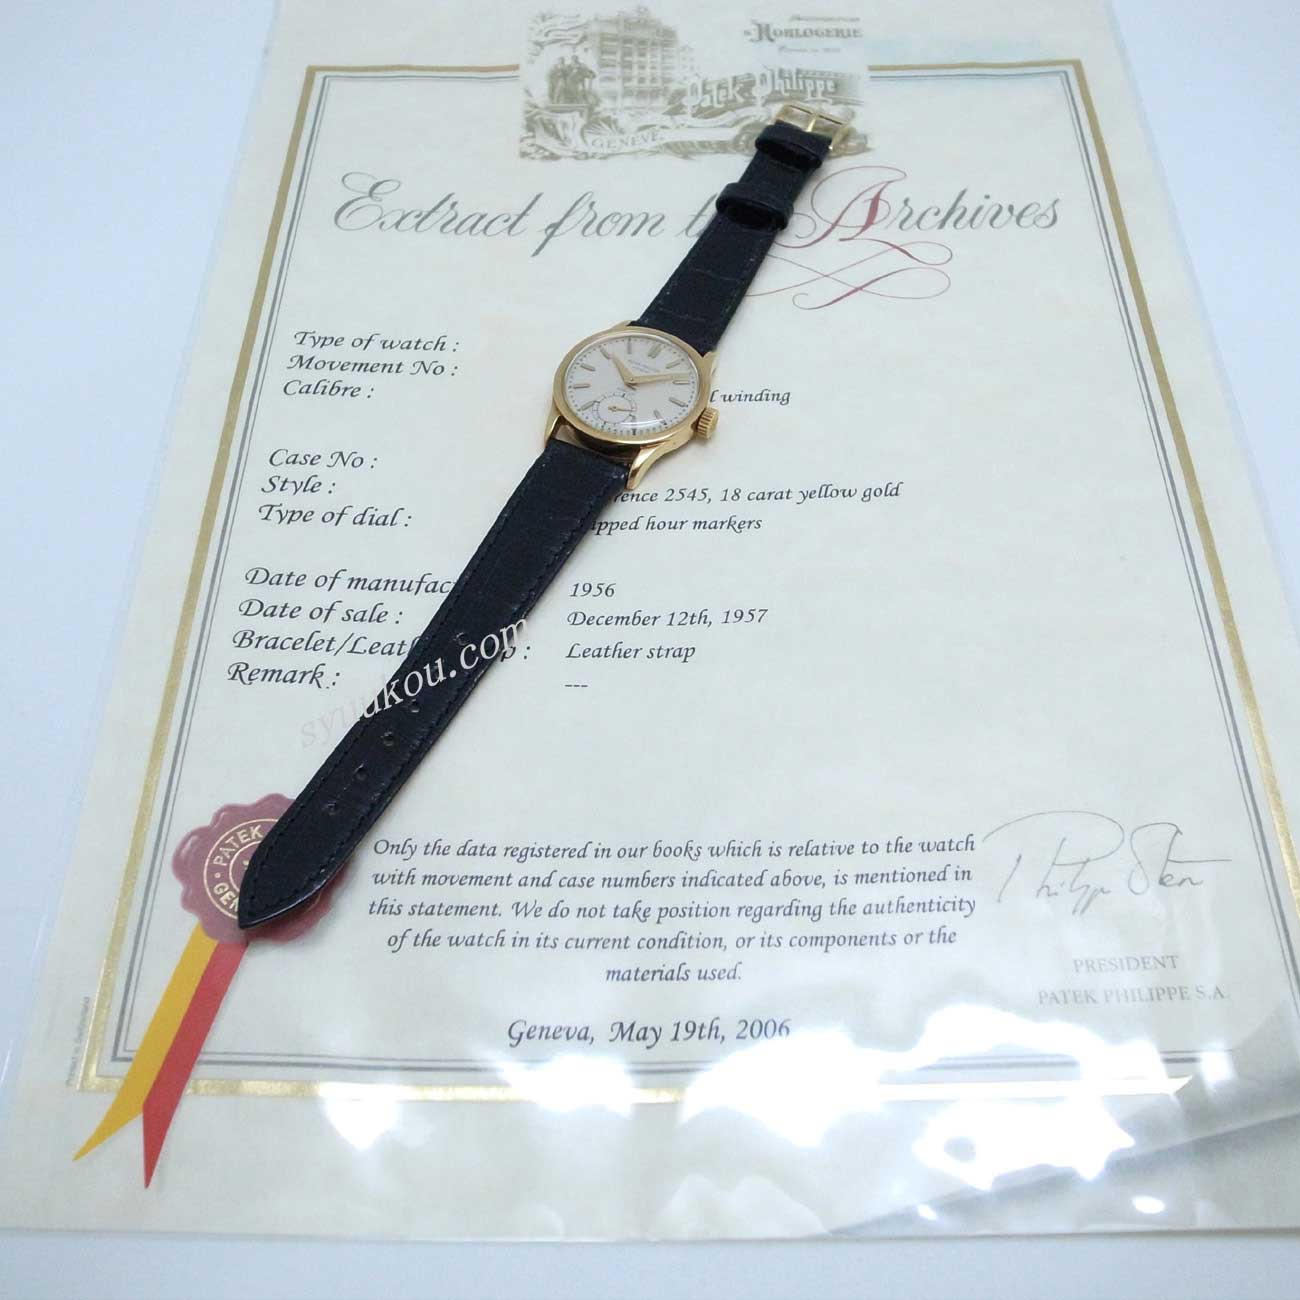 HORLOGERIE
Patek Philippe
GENEVE
Extract from Archives
Type of watch :
Movement No :
Calibre : winding
Case No :
Style : rence 2545, 18 carat yellow gold
Type of dial : pped hour markers
Date of manufac 1956
Date of sale : December 12th, 1957
Bracelet/Leat p : Leather strap
Remark : ---
syuukou.com
PATEK
GEN
Only the data registered in our books which is relative to the watch
with movement and case numbers indicated above, is mentioned in
this statement. We do not take position regarding the authenticity
of the watch in its current condition, or its components or the
materials used.
PRESIDENT
PATEK PHILIPPE S.A.
Geneva, May 19th, 2006